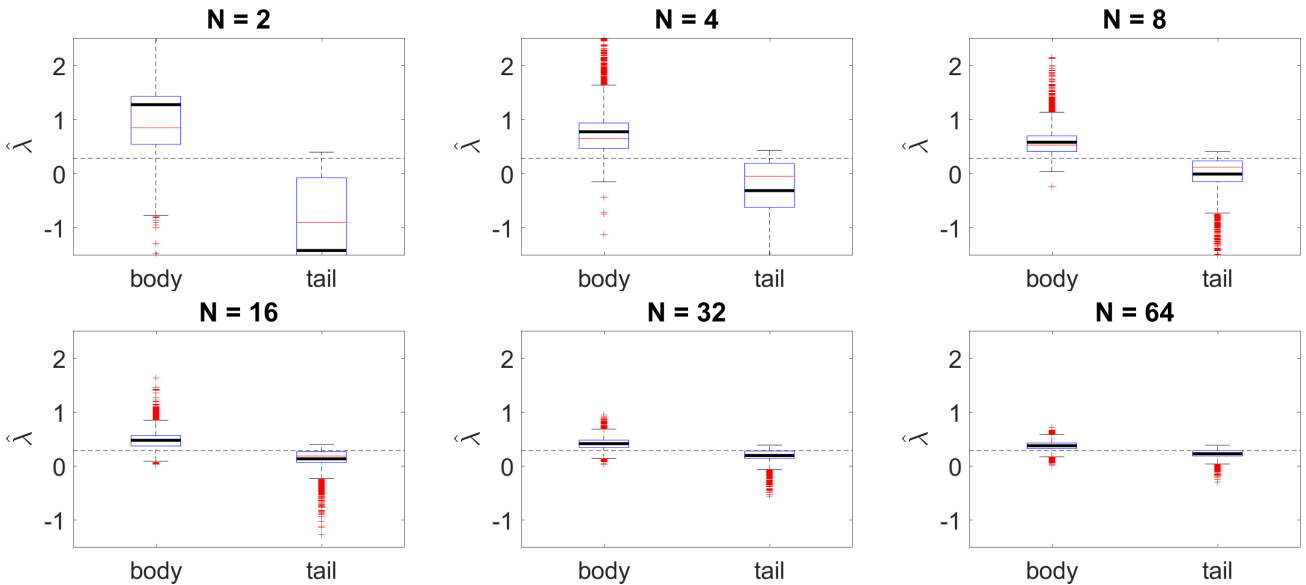 N = 2
2
1
0
-1
λ̂
body
tail
N = 4
2
1
0
-1
λ̂
body
tail
N = 8
2
1
0
-1
λ̂
body
tail
N = 16
2
1
0
-1
λ̂
body
tail
N = 32
2
1
0
-1
λ̂
body
tail
N = 64
2
1
0
-1
λ̂
body
tail